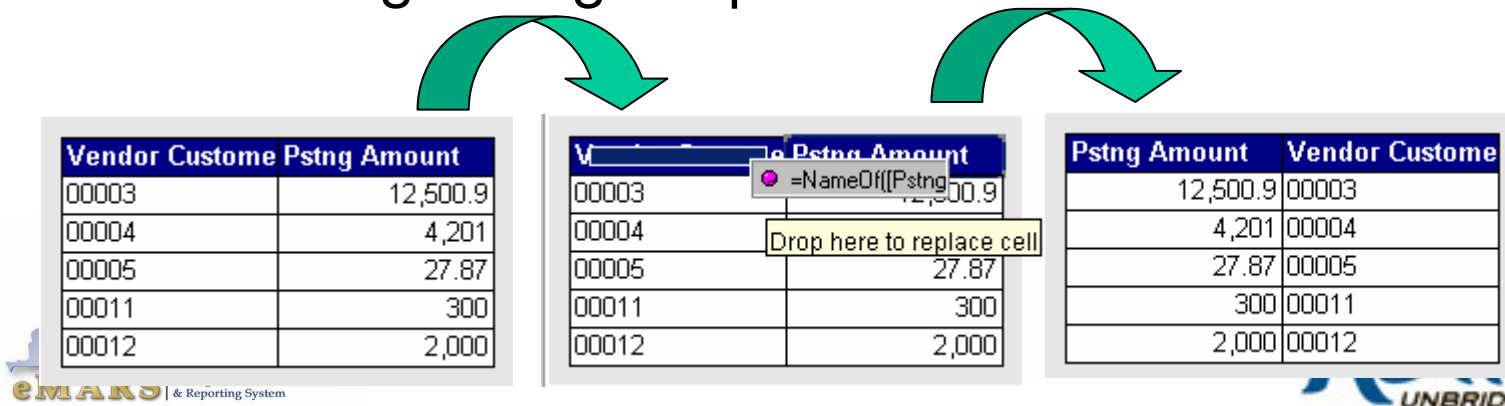 Vendor Custome Pstng Amount
00003 12,500.9
00004 4,201
00005 27.87
00011 300
00012 2,000
Pstng Amount
=NameOf([Pstng
00003
00004
Drop here to replace cell
00005 27.87
00011 300
00012 2,000
Pstng Amount Vendor Custome
12,500.9 00003
4,201 00004
27.87 00005
300 00011
2,000 00012
eMARS & Reporting System
UNBRID